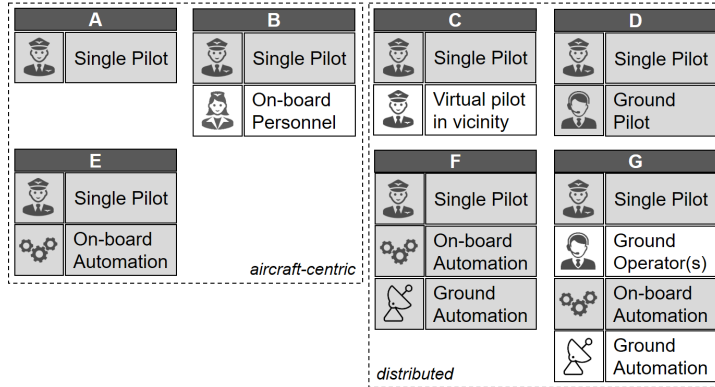 A
Single Pilot
B
Single Pilot
On-board
Personnel
C
Single Pilot
Virtual pilot
in vicinity
D
Single Pilot
Ground
Pilot
E
Single Pilot
On-board
Automation
aircraft-centric
F
Single Pilot
On-board
Automation
Ground
Automation
G
Single Pilot
Ground
Operator(s)
On-board
Automation
Ground
Automation
distributed